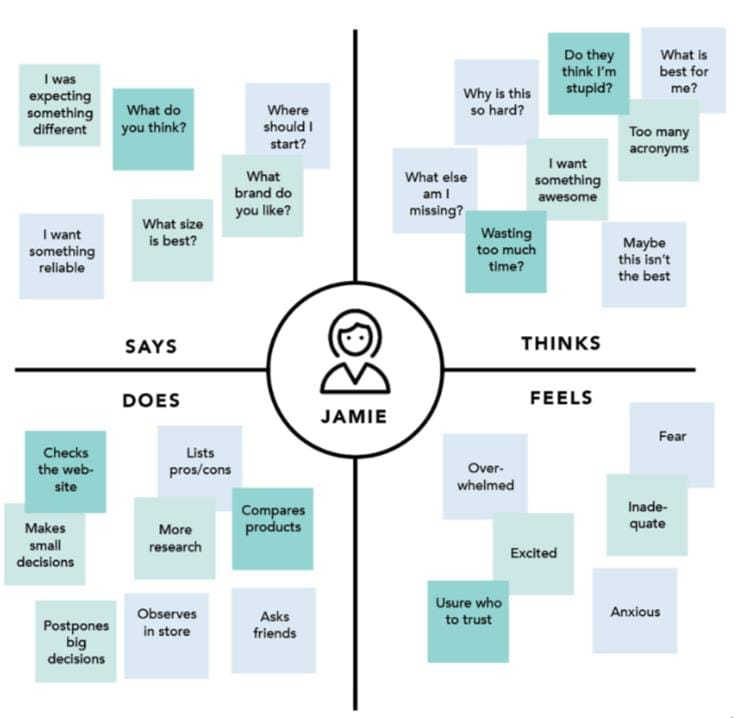 I was
expecting
something
different
What do
you think?
Where
should I
start?
What
brand do
you like?
What size
is best?
I want
something
reliable
SAYS
Why is this
so hard?
Do they
think I'm
stupid?
What is
best for
me?
Too many
acronyms
What else
am I
missing?
I want
something
awesome
Wasting
too much
time?
Maybe
this isn't
the best
THINKS
JAMIE
DOES
Checks
the web-
site
Lists
pros/cons
Makes
small
decisions
More
research
Compares
products
Postpones
big
decisions
Observes
in store
Asks
friends
FEELS
Fear
Over-
whelmed
Inade-
quate
Excited
Usure who
to trust
Anxious